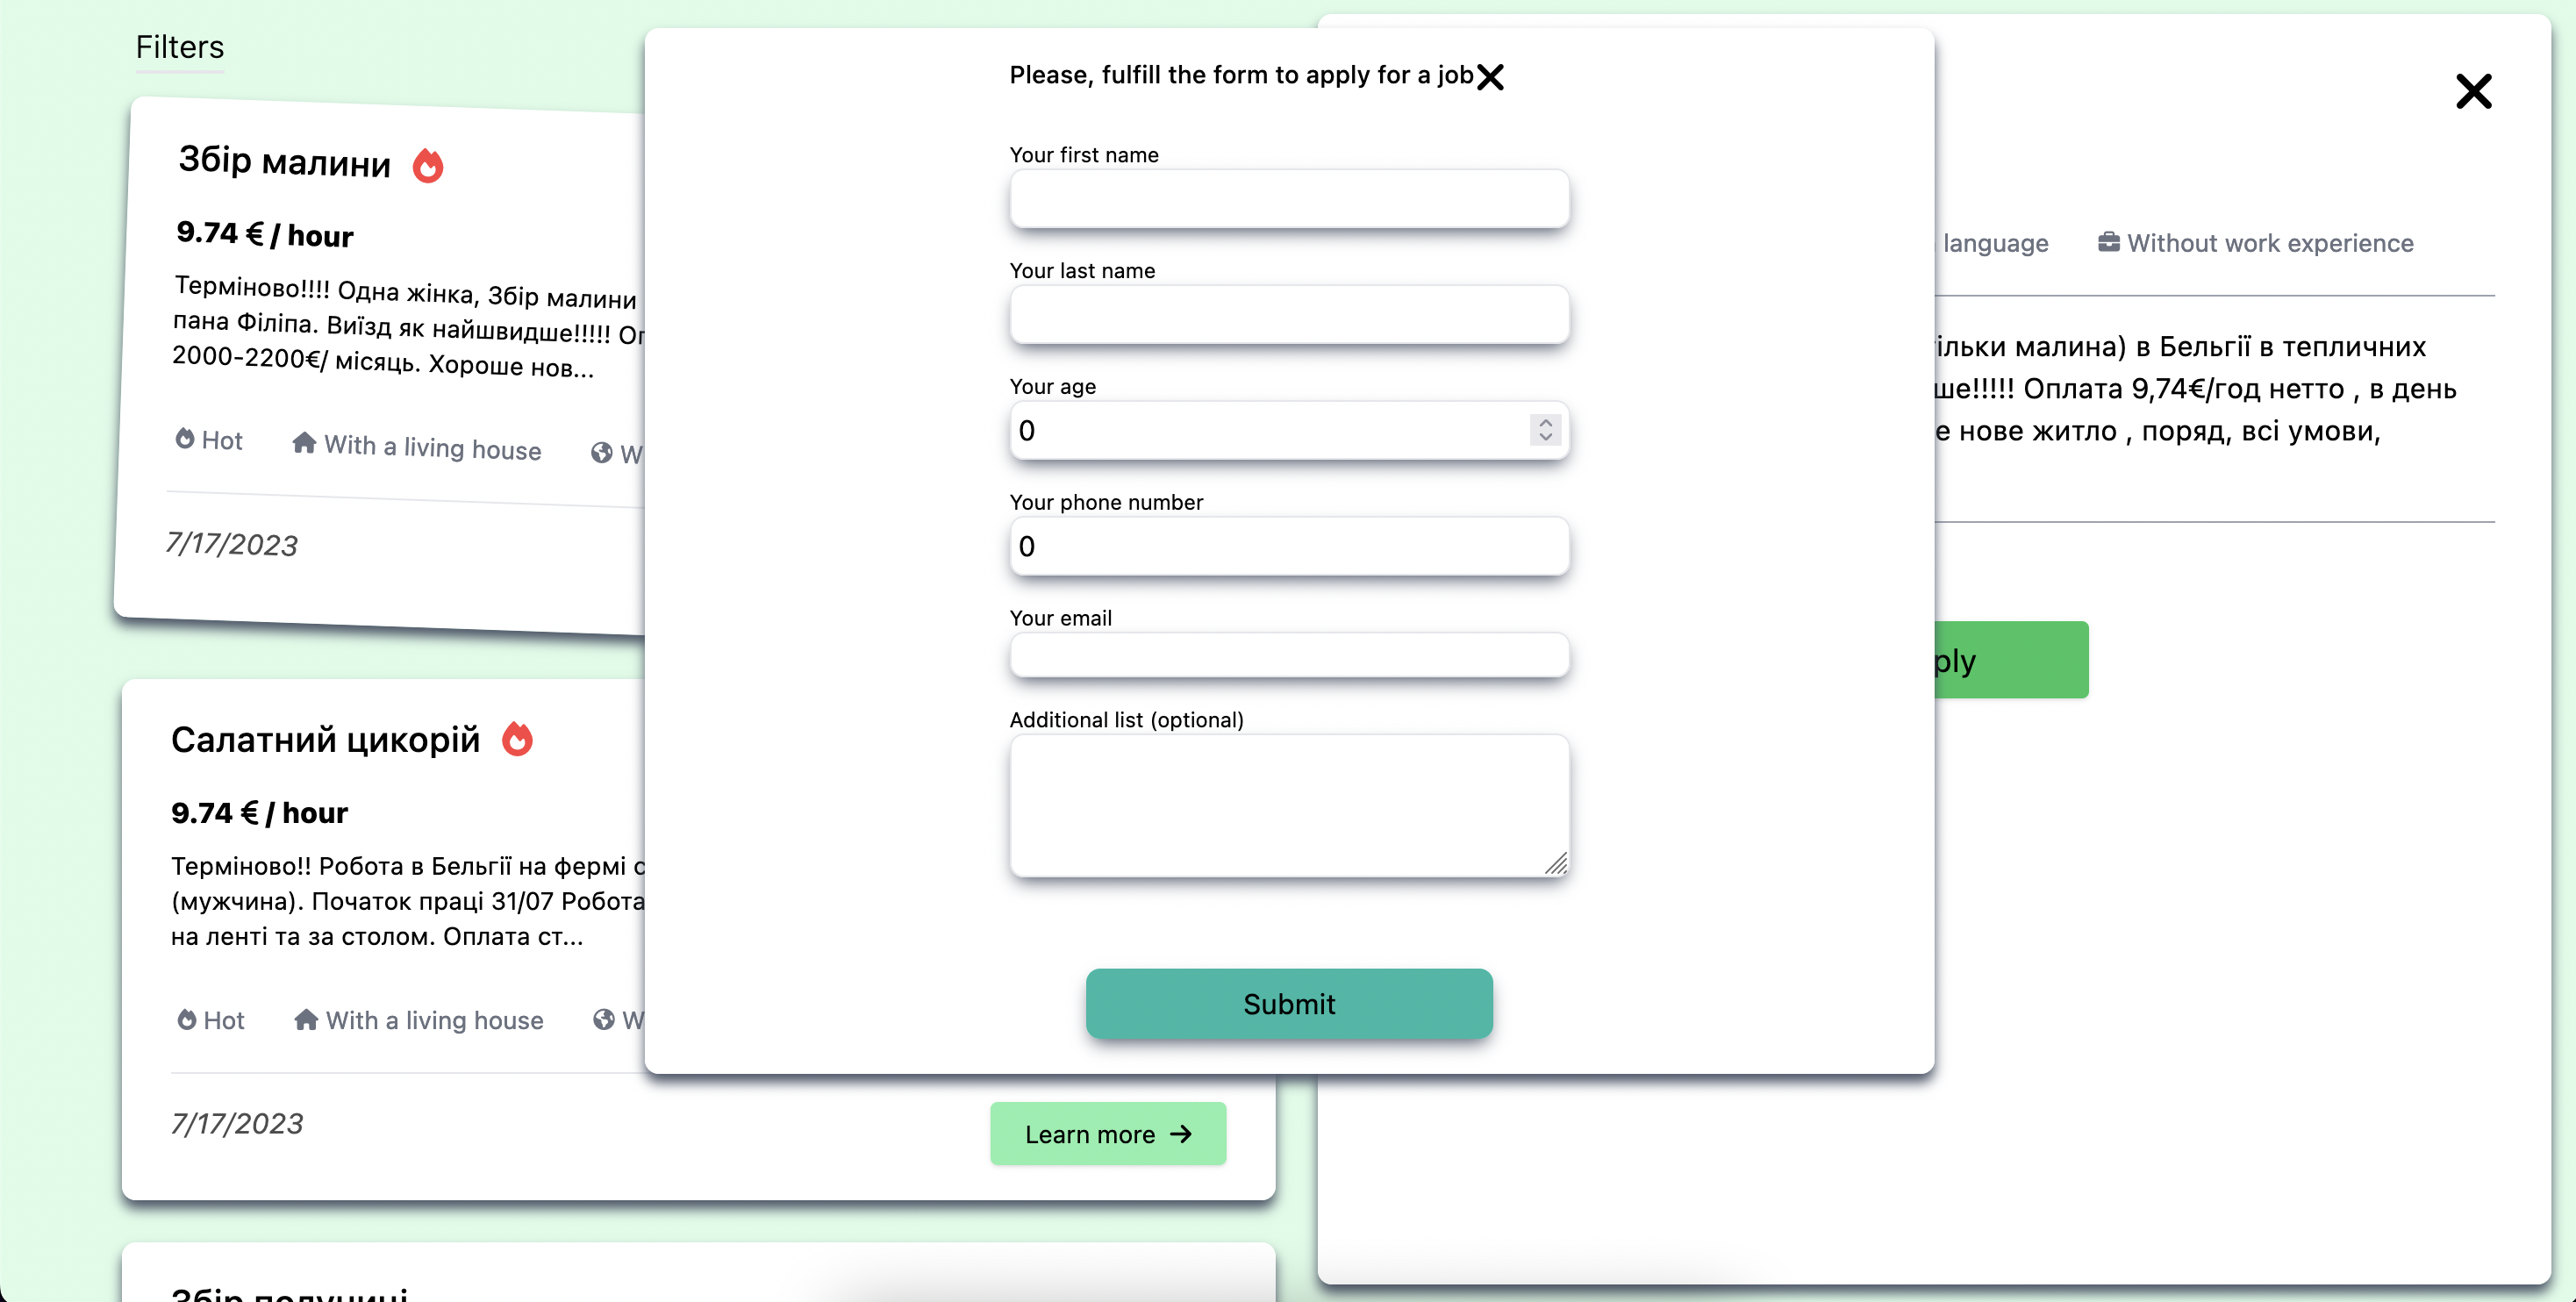 Filters
Збір малини
9.74 € / hour
Терміново!!!! Одна жінка, Збір малини
пана Філіпа. Виїзд як найшвидше!!!!!
2000-2200€/ місяць. Хороше нов...
Hot With a living house
7/17/2023
Салатний цикорій
9.74 € / hour
Терміново!! Робота в Бельгії на фермі
(мужчина). Початок праці 31/07 Робота
на ленті та за столом. Оплата ст...
Hot With a living house
7/17/2023
Learn more
Please, fulfill the form to apply for a job
Your first name
Your last name
Your age
0
Your phone number
0
Your email
Additional list (optional)
Submit
language Without work experience
малина) в Бельгії в тепличних
Оплата 9,74€/год нетто , в день
нове житло , поряд, всі умови,